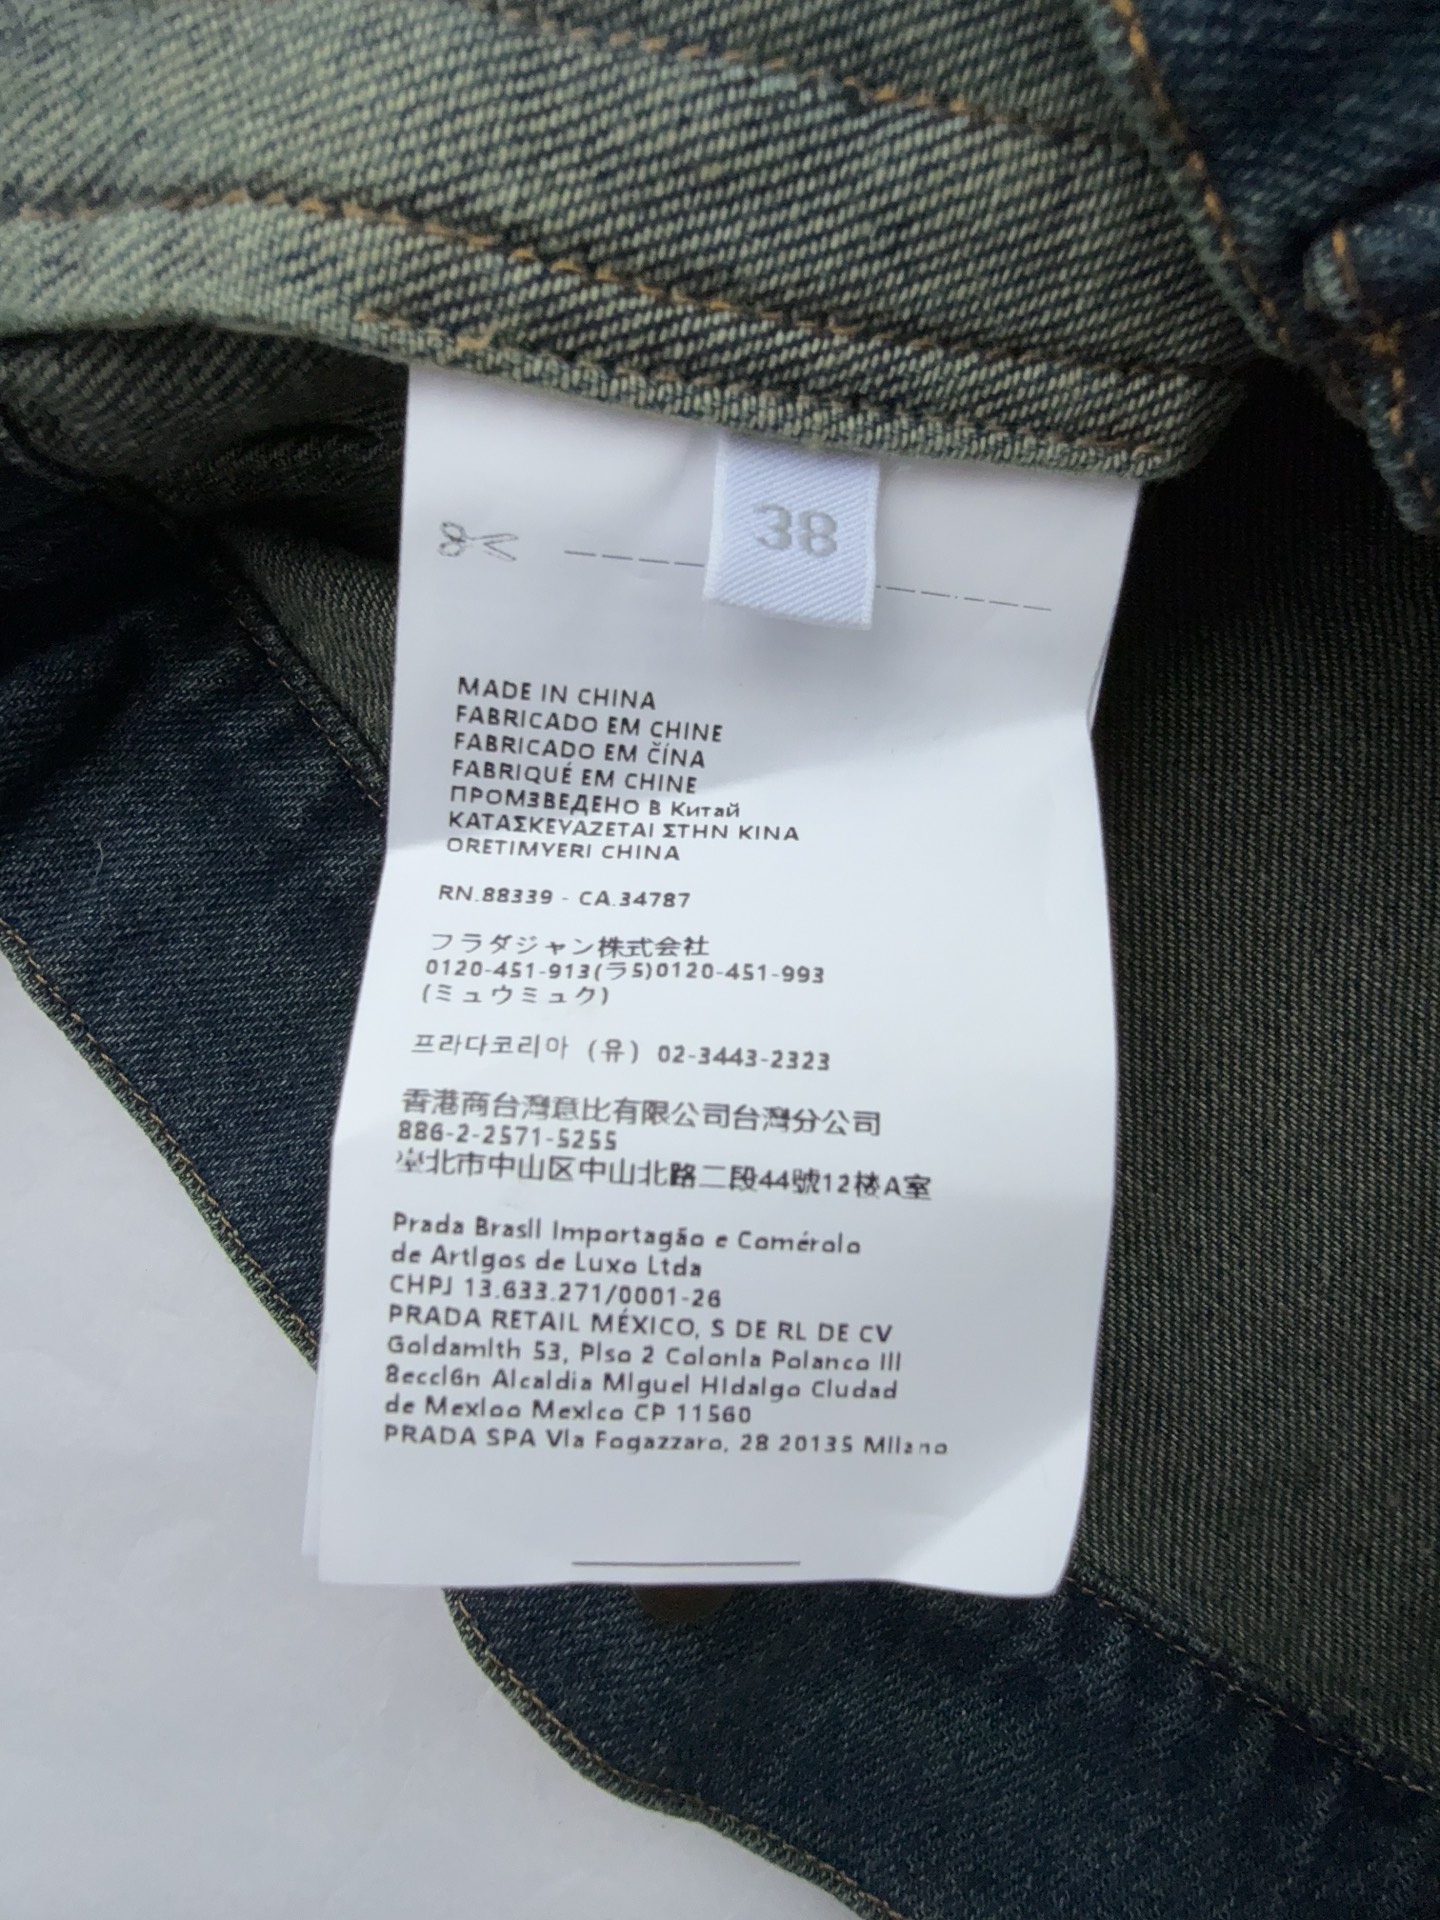 38
MADE IN CHINA
FABRICADO EM CHINE
FABRICADO EM ČÍNA
FABRIQUÉ EM CHINE
ПРОМЗВЕДЕНО В Китай
ΚΑΤΑΣΚΕΥΑΖΕΤΑΙ ΣΤΗΝ ΚΙΝΑ
ORETIMYERI CHINA
RN.88339 - CA.34787
フラダジャン株式会社
0120-451-913(ラ5)0120-451-993
(ミュウミュク)
프라다코리아 (유) 02-3443-2323
香港商台灣意比有限公司台灣分公司
886-2-2571-5255
臺北市中山区中山北路二段44號12楼A室
Prada Brasll Importagão e Comérolo
de Artlgos de Luxo Ltda
CHPJ 13.633.271/0001-26
PRADA RETAIL MÉXICO, S DE RL DE CV
Goldamlth 53, Plso 2 Colonla Polanco lll
8eccl6n Alcaldia Mlguel Hldalgo Cludad
de Mexloo Mexlco CP 11560
PRADA SPA Vla Fogazzaro, 28 20135 Mllano